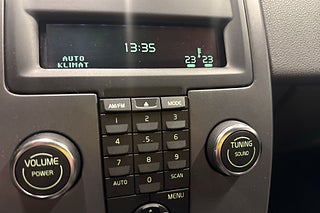 13:35
AUTO
KLIMAT
23 23
AM/FM
MODE
1 2 3
4 .5. 6
7 8 9
AUTO 0 SCAN
MENU
VOLUME
POWER
TUNING
SOUND